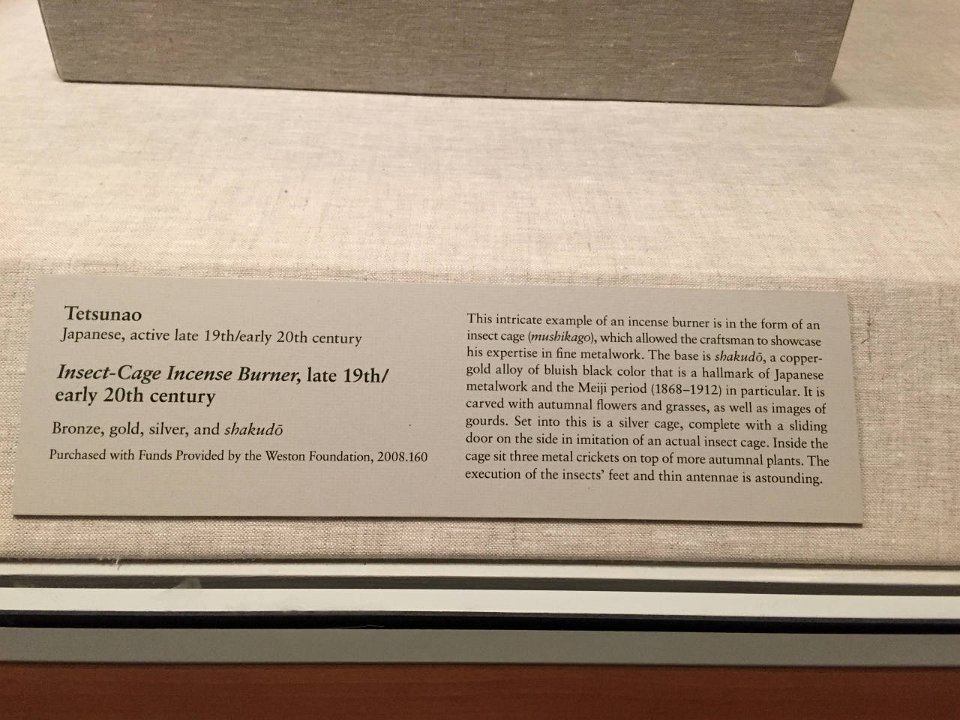 Tetsunao
Japanese, active late 19th/early 20th century
Insect-Cage Incense Burner, late 19th/
early 20th century
Bronze, gold, silver, and shakudō
Purchased with Funds Provided by the Weston Foundation, 2008.160
This intricate example of an incense burner is in the form of an
insect cage (mushikago), which allowed the craftsman to showcase
his expertise in fine metalwork. The base is shakudō, a copper-
gold alloy of bluish black color that is a hallmark of Japanese
metalwork and the Meiji period (1868–1912) in particular. It is
carved with autumnal flowers and grasses, as well as images of
gourds. Set into this is a silver cage, complete with a sliding
door on the side in imitation of an actual insect cage. Inside the
cage sit three metal crickets on top of more autumnal plants. The
execution of the insects' feet and thin antennae is astounding.